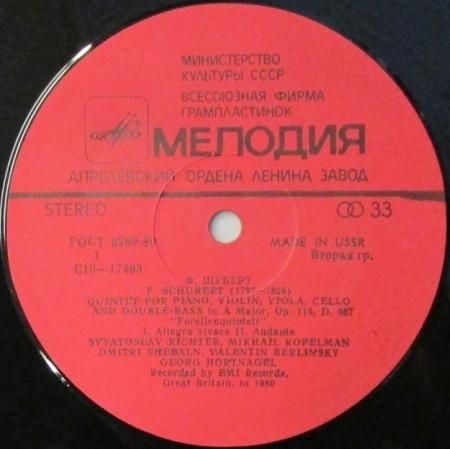 МИНИСТЕРСТВО
КУЛЬТУРЫ СССР
ВСЕСОЮЗНАЯ ФИРМА
ГРАМПЛАСТИНОК
МЕЛОДИЯ
АПРЕЛЕВСКИЙ ОРДЕНА ЛЕНИНА ЗАВОД
STEREO 33
ГОСТ 5289-80 MADE IN USSR
1 Вторая гр.
С10—17463
Ф. ШУБЕРТ
F. SCHUBERT (1797—1828)
QUINTET FOR PIANO, VIOLIN, VIOLA, CELLO
AND DOUBLE-BASS in A Major, Op. 114, D. 667
"Forellenquintett"
I. Allegro vivace II. Andante
SVYATOSLAV RICHTER, MIKHAIL KOPELMAN
DMITRI SHEBALN, VALENTIN BERLINSKY
GEORG HORTNAGEL
Recorded by EMI Records,
Great Britain, in 1980